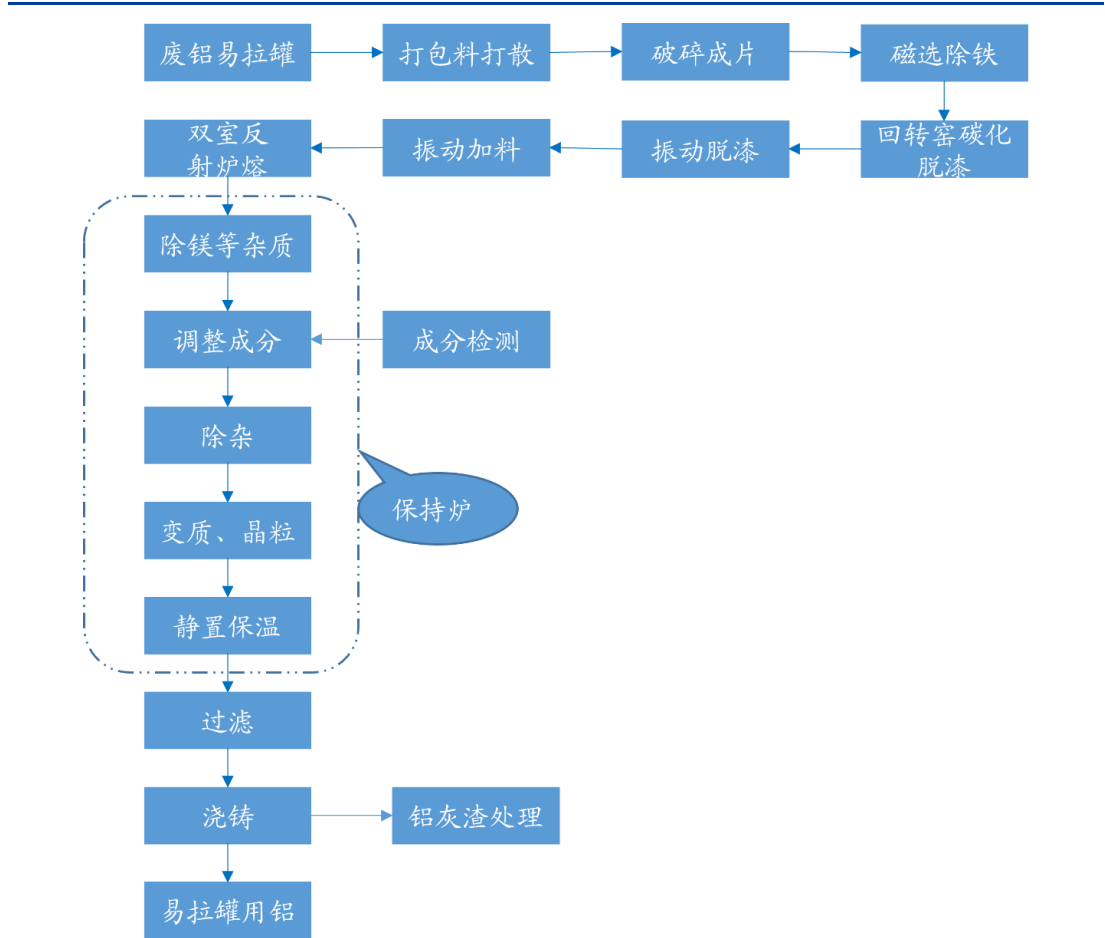 废铝易拉罐
打包料打散
破碎成片
磁选除铁
双室反
射炉熔
振动加料
振动脱漆
回转窑碳化
脱漆
除镁等杂质
调整成分
成分检测
除杂
保持炉
变质、晶粒
静置保温
过滤
浇铸
铝灰渣处理
易拉罐用铝